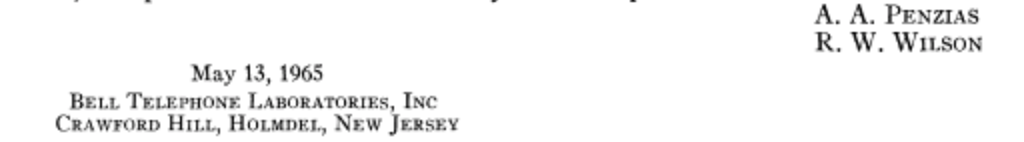 A. A. PENZIAS
R. W. WILSON
May 13, 1965
BELL TELEPHONE LABORATORIES, INC
CRAWFORD HILL, HOLMDEL, NEW JERSEY